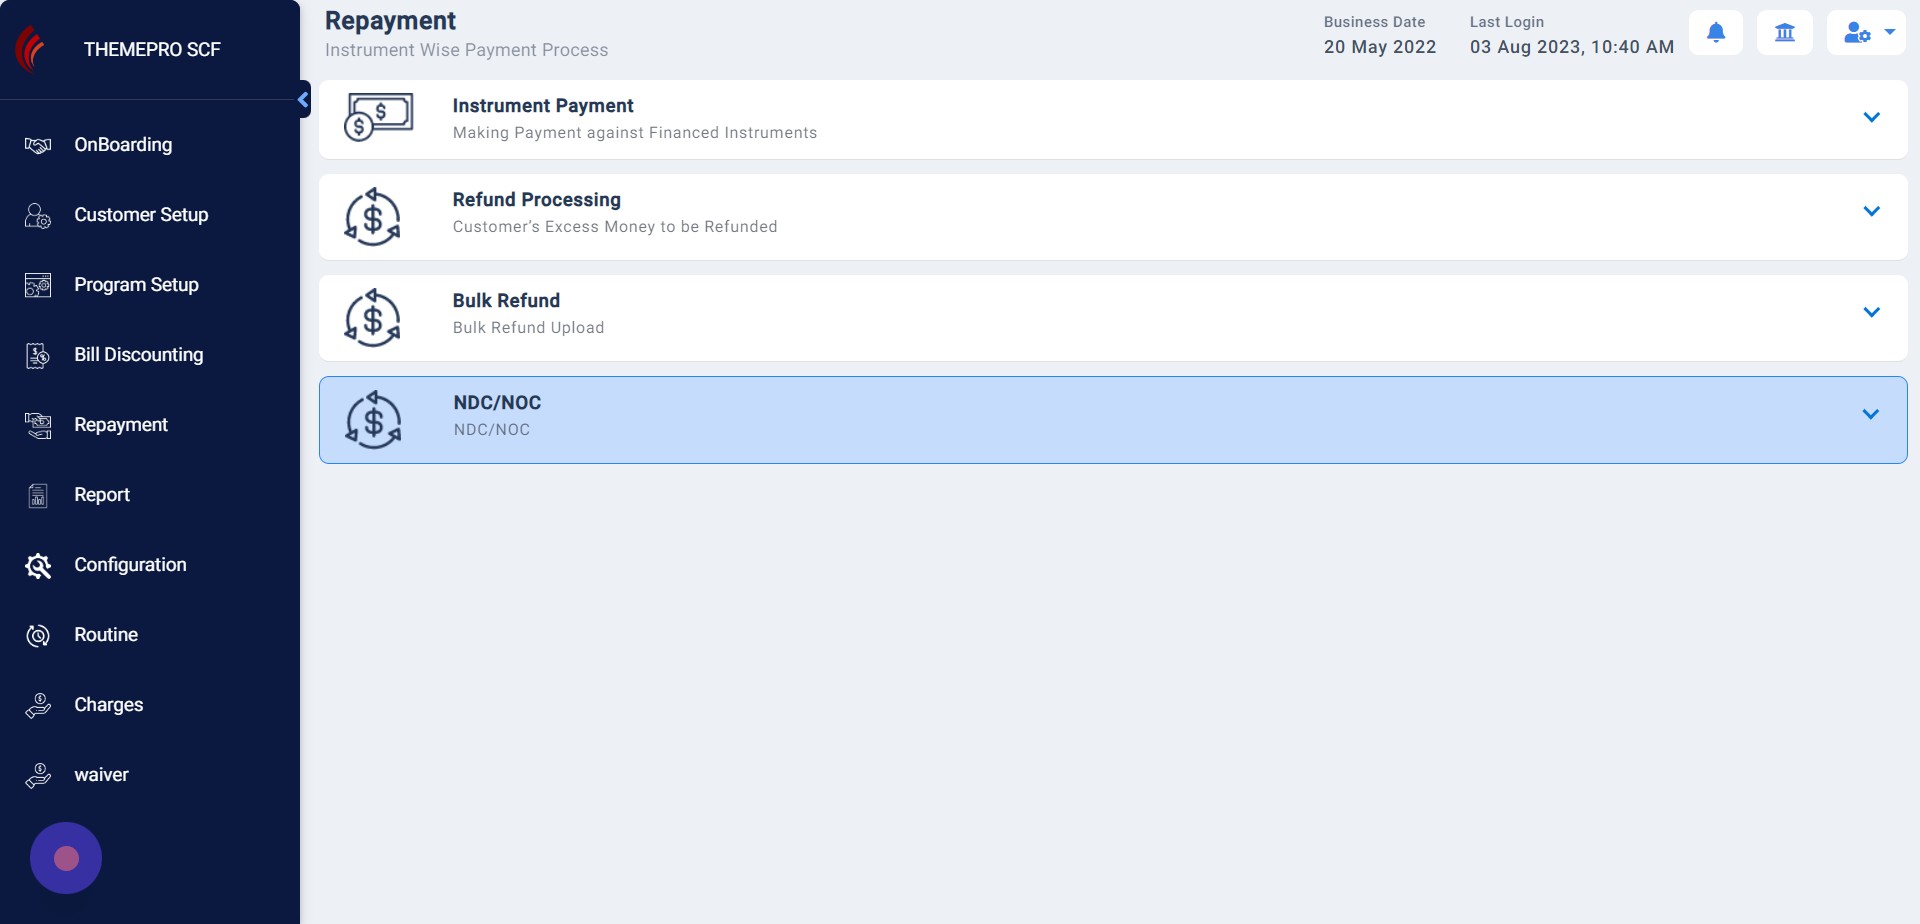 THEMEPRO SCF
OnBoarding
Customer Setup
Program Setup
Bill Discounting
Repayment
Report
Configuration
Routine
Charges
waiver
Repayment
Instrument Wise Payment Process
Business Date
20 May 2022
Last Login
03 Aug 2023, 10:40 AM
Instrument Payment
Making Payment against Financed Instruments
Refund Processing
Customer’s Excess Money to be Refunded
Bulk Refund
Bulk Refund Upload
NDC/NOC
NDC/NOC